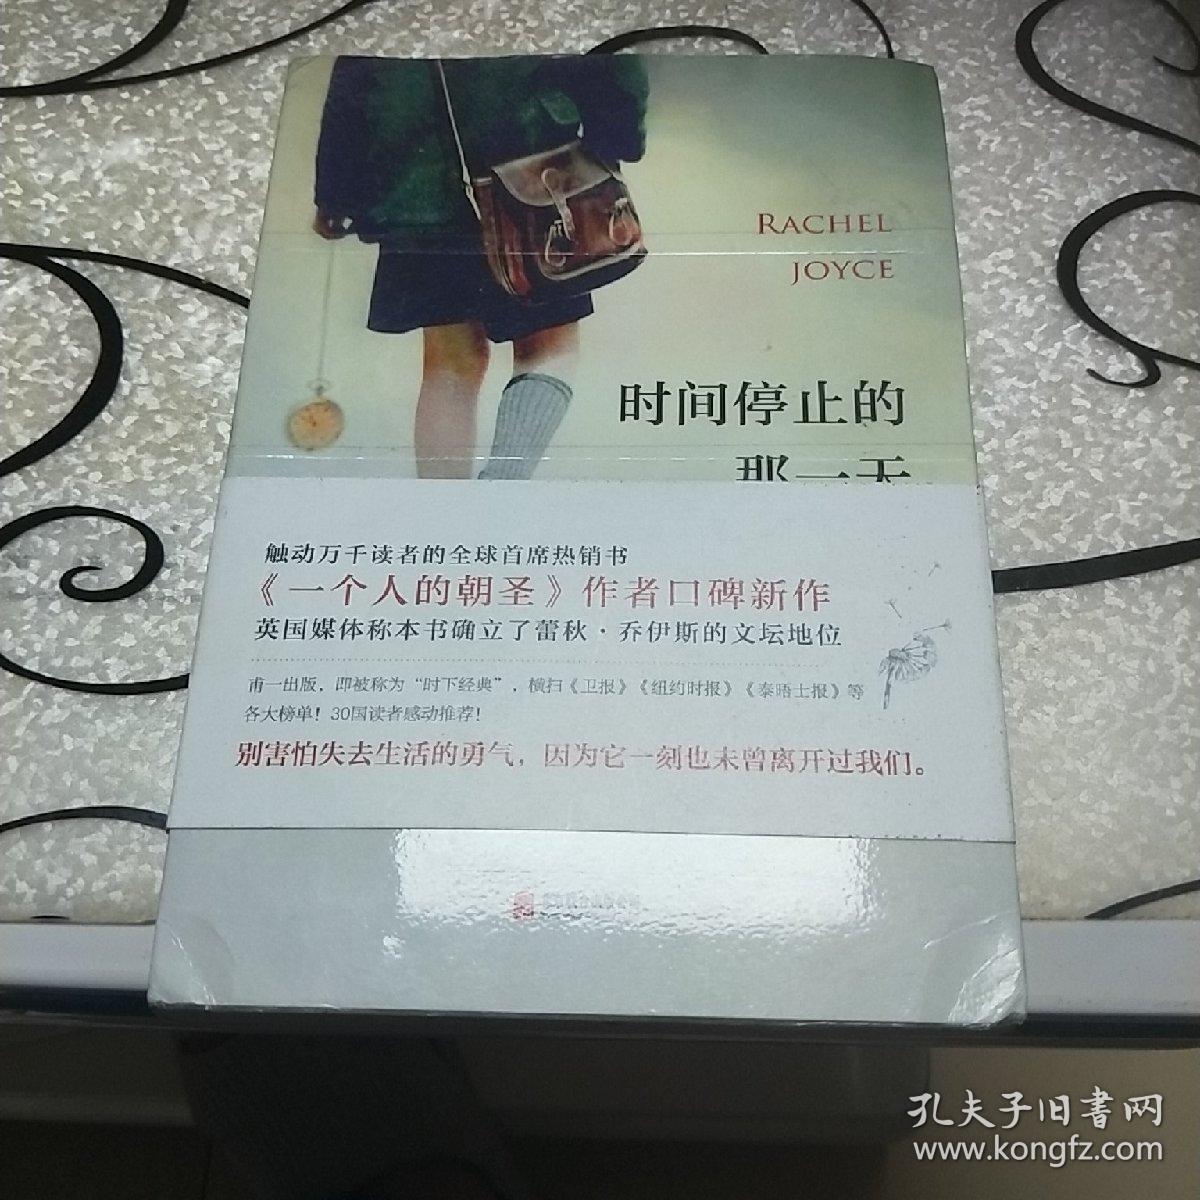 RACHEL
JOYCE
时间停止的
那一天
触动万千读者的全球首席热销书
《一个人的朝圣》作者口碑新作
英国媒体称本书确立了蕾秋·乔伊斯的文坛地位
甫一出版，即被称为“时下经典”，横扫《卫报》《纽约时报》《泰晤士报》等
各大榜单！30国读者感动推荐！
别害怕失去生活的勇气，因为它一刻也未曾离开过我们。
孔夫子旧书网
www.kongfz.com